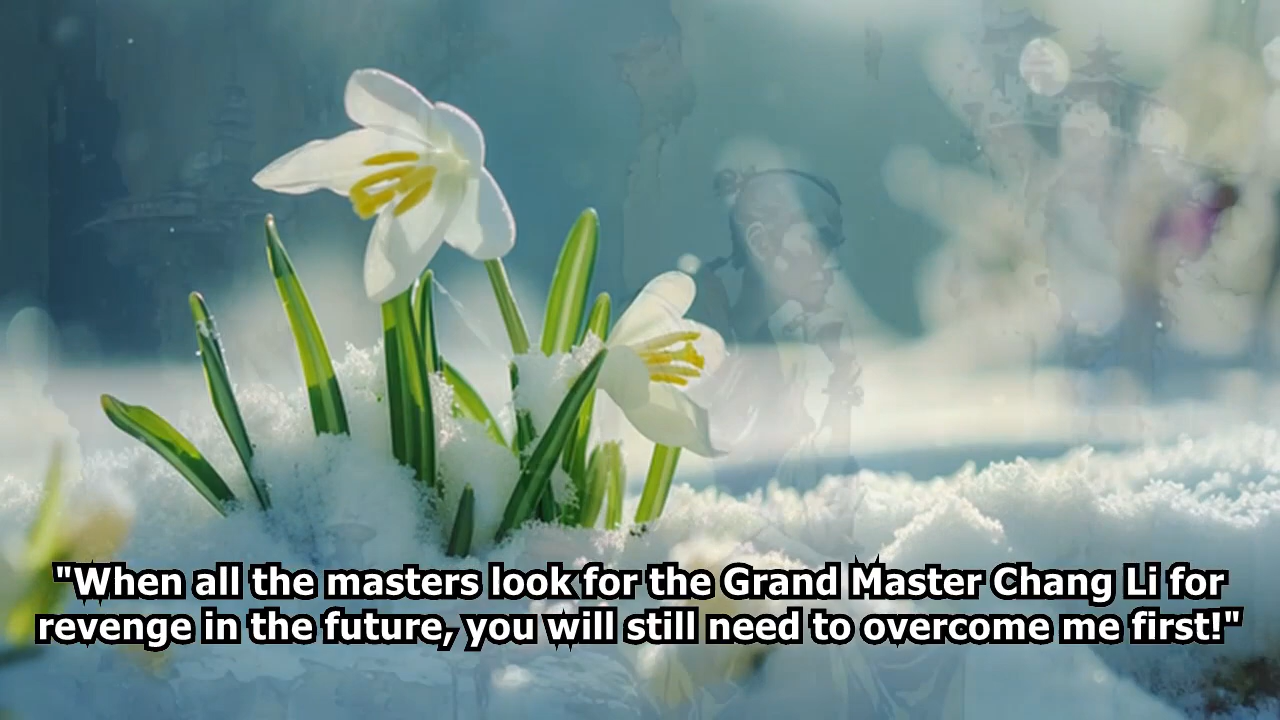 "When all the masters look for the Grand Master Chang Li for
revenge in the future, you will still need to overcome me first!"